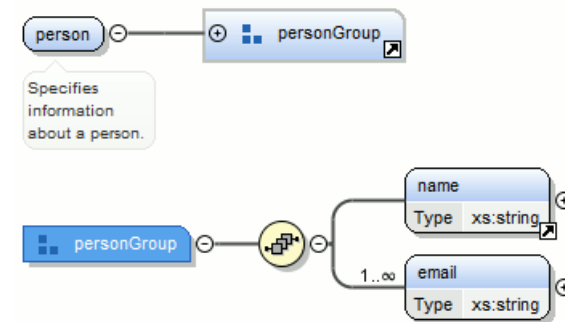 person
personGroup
Specifies
information
about a person.
personGroup
name
Type xs:string
1..∞
email
Type xs:string